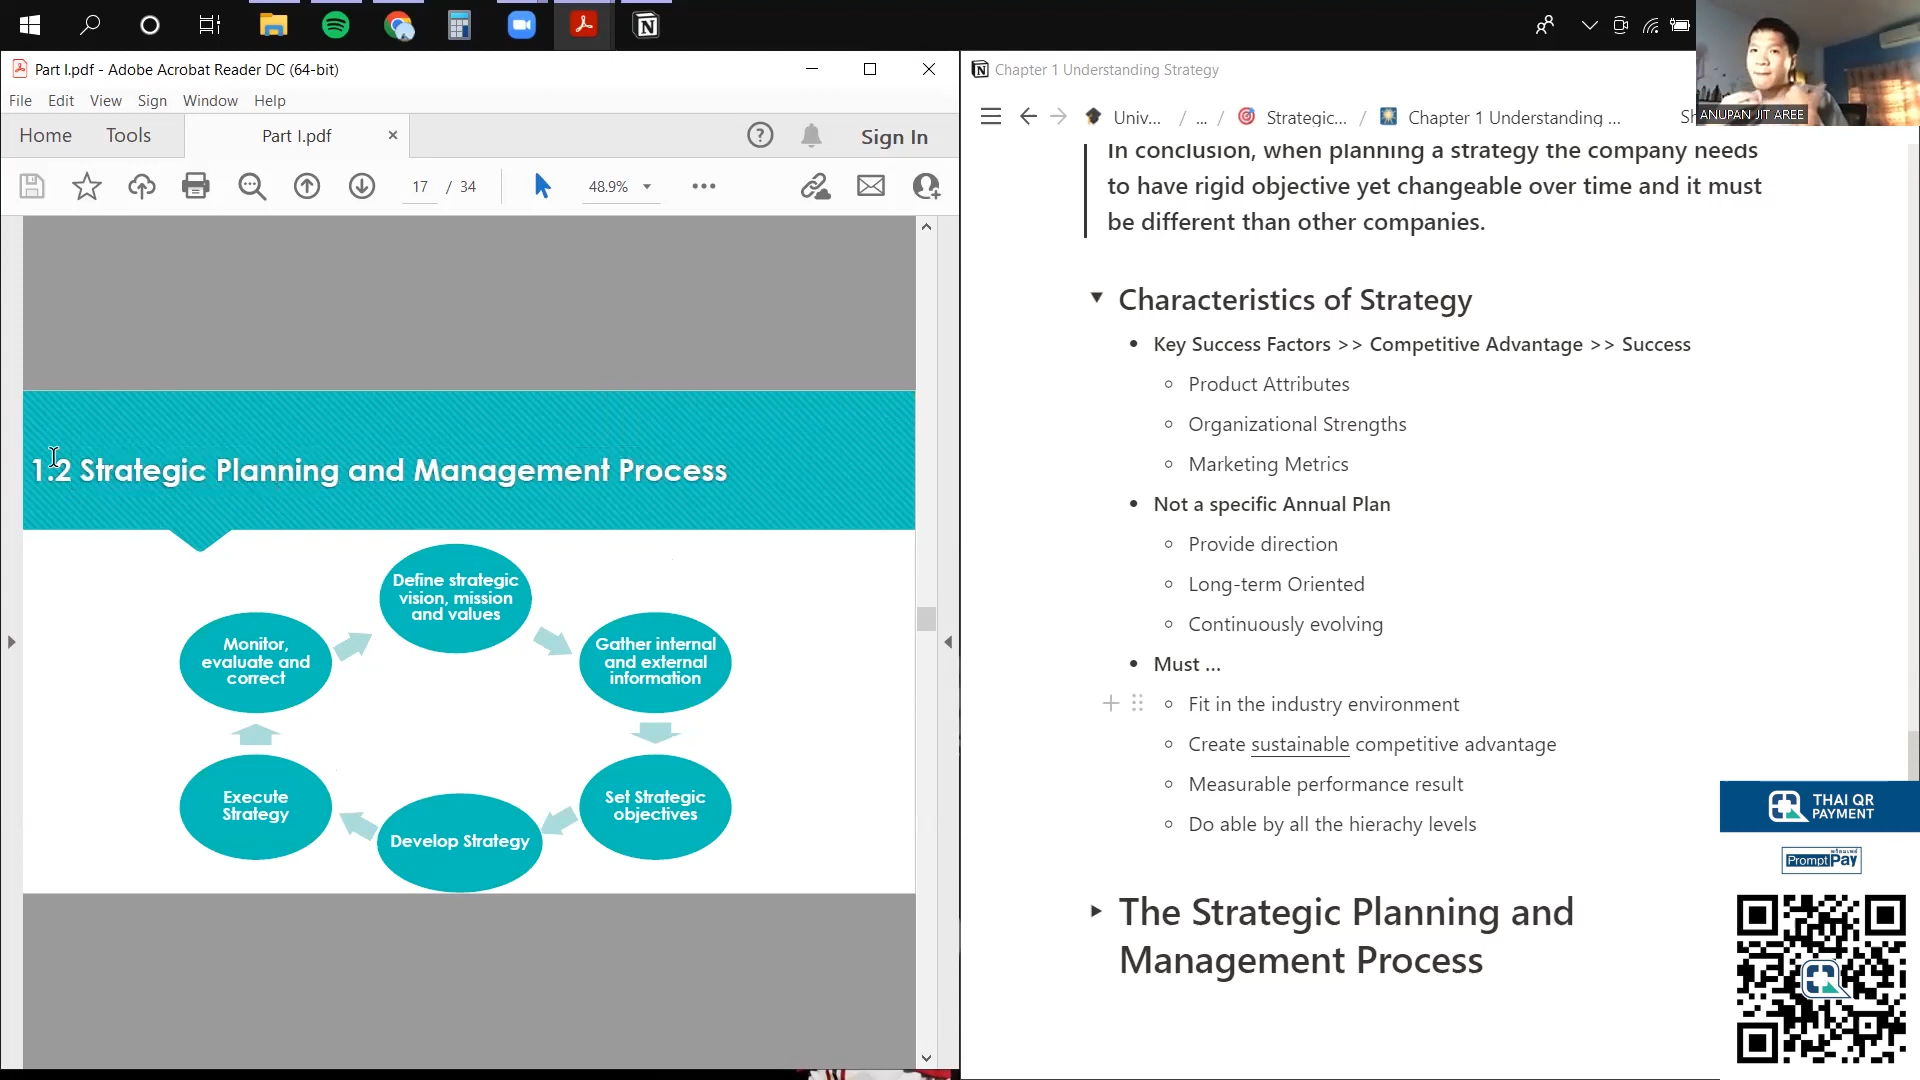 Part I.pdf - Adobe Acrobat Reader DC (64-bit)
File Edit View Sign Window Help
Home Tools Part I.pdf × Sign In
17 / 34 48.9%
1.2 Strategic Planning and Management Process
Define strategic
vision, mission
and values
Gather internal
and external
information
Set Strategic
objectives
Develop Strategy
Execute
Strategy
Monitor,
evaluate and
correct
Chapter 1 Understanding Strategy
Univ... / ... / Strategic... / Chapter 1 Understanding ... Sh
ANUPAN JIT AREE
In conclusion, when planning a strategy the company needs
to have rigid objective yet changeable over time and it must
be different than other companies.
Characteristics of Strategy
Key Success Factors >> Competitive Advantage >> Success
Product Attributes
Organizational Strengths
Marketing Metrics
Not a specific Annual Plan
Provide direction
Long-term Oriented
Continuously evolving
Must ...
Fit in the industry environment
Create sustainable competitive advantage
Measurable performance result
Do able by all the hierachy levels
The Strategic Planning and
Management Process
THAI QR
PAYMENT
PromptPay